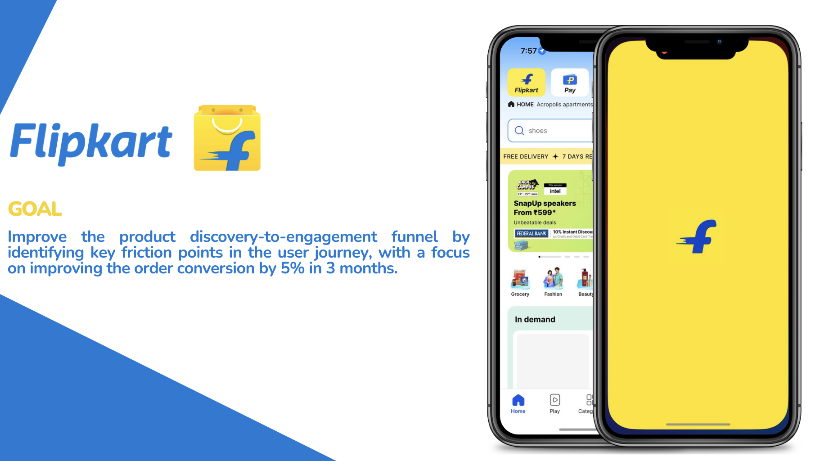 Flipkart
GOAL
Improve the product discovery-to-engagement funnel by
identifying key friction points in the user journey, with a focus
on improving the order conversion by 5% in 3 months.
7:57
Flipkart
Pay
HOME Acropolis apartments
shoes
FREE DELIVERY + 7 DAYS RE
intel
SnapUp speakers
From ₹599*
Unbeatable deals
FEDERAL BANK 10% Instant Discou
Grocery Fashion Beauty
In demand
Home Play Categ